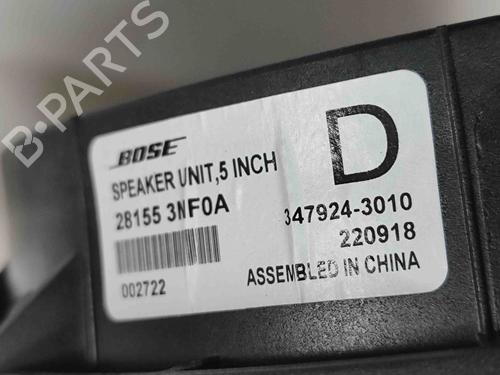 B-PARTS
BOSE
SPEAKER UNIT,5 INCH
D
28155 3NF0A
347924-3010
220918
002722
ASSEMBLED IN CHINA